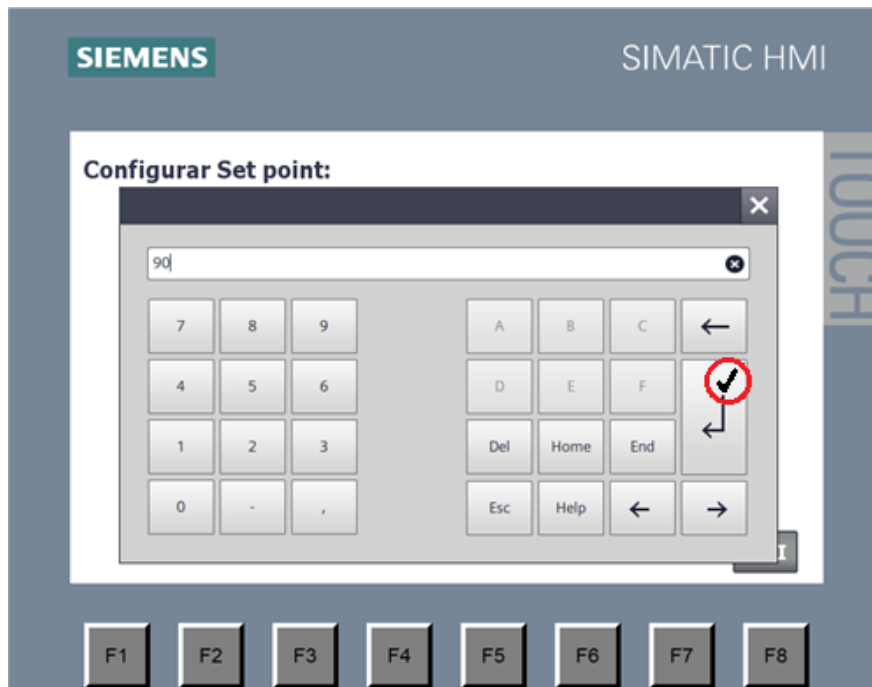 SIEMENS
SIMATIC HMI
TOUCH
Configurar Set point:
90
7 8 9 A B C
4 5 6 D E F
1 2 3 Del Home End
0 - , Esc Help
I
F1 F2 F3 F4 F5 F6 F7 F8